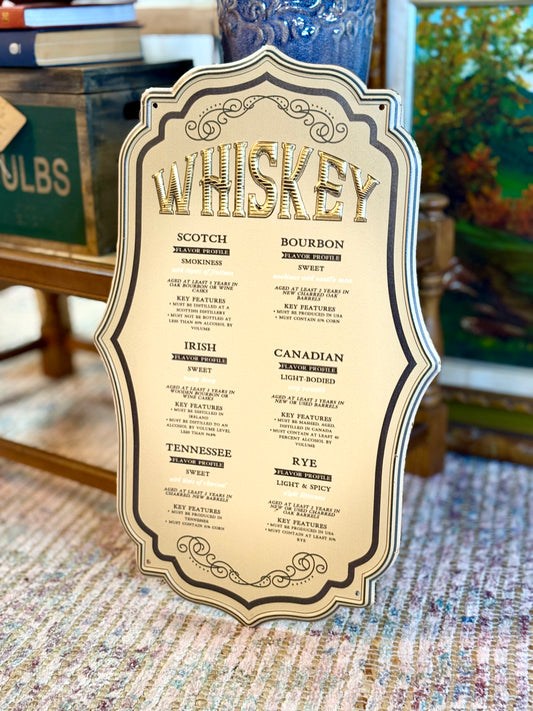 ULBS
WHISKEY
SCOTCH
FLAVOR PROFILE
SMOKINESS
AGED AT LEAST 3 YEARS IN
OAK BOURBON OR WINE
CASKS
KEY FEATURES
• MUST BE DISTILLED AT A
SCOTTISH DISTILLERY
• MUST NOT BE BOTTLED AT
LESS THAN 40% ALCOHOL BY
VOLUME
BOURBON
FLAVOR PROFILE
SWEET
AGED AT LEAST 2 YEARS IN
NEW CHARRED OAK
BARRELS
KEY FEATURES
• MUST BE PRODUCED IN USA
• MUST CONTAIN 51% CORN
IRISH
FLAVOR PROFILE
SWEET
AGED AT LEAST 3 YEARS IN
WOODEN BOURBON OR
WINE CASKS
KEY FEATURES
• MUST BE DISTILLED IN
IRELAND
• MUST BE DISTILLED TO AN
ALCOHOL BY VOLUME LEVEL
LESS THAN 94.8%
CANADIAN
FLAVOR PROFILE
LIGHT-BODIED
AGED AT LEAST 3 YEARS IN
NEW OR USED BARRELS
KEY FEATURES
• MUST BE MASHED, AGED,
DISTILLED IN CANADA
• MUST CONTAIN AT LEAST 40
PERCENT ALCOHOL BY
VOLUME
TENNESSEE
FLAVOR PROFILE
SWEET
with hints of charcoal
AGED AT LEAST 2 YEARS IN
CHARRED NEW BARRELS
KEY FEATURES
• MUST BE PRODUCED IN
TENNESSEE
• MUST CONTAIN 51% CORN
RYE
FLAVOR PROFILE
LIGHT & SPICY
AGED AT LEAST 2 YEARS IN
NEW OR USED CHARRED
OAK BARRELS
KEY FEATURES
• MUST BE PRODUCED IN USA
• MUST CONTAIN AT LEAST 51%
RYE